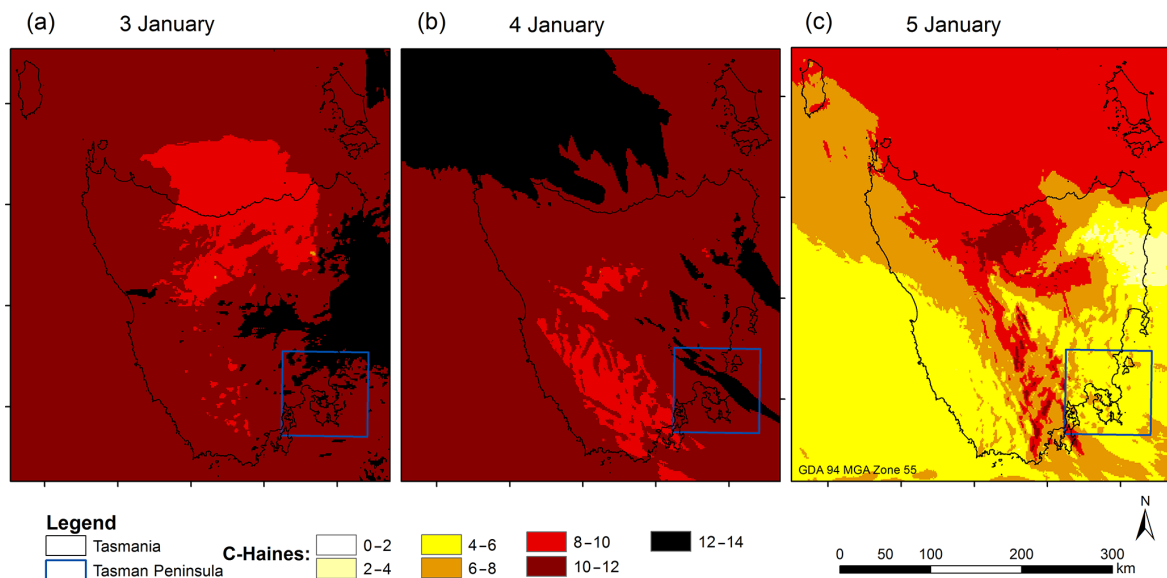 (a) 3 January
(b) 4 January
(c) 5 January
GDA 94 MGA Zone 55
Legend
Tasmania
Tasman Peninsula
C-Haines:
0–2
2–4
4–6
6–8
8–10
10–12
12–14
N
0 50 100 200 300
km